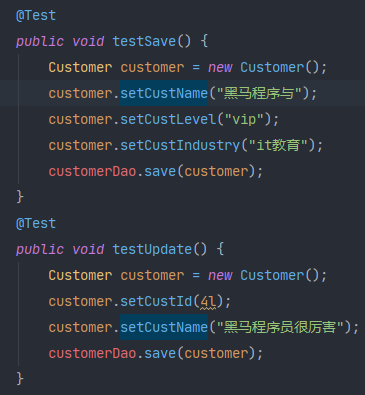 @Test
public void testSave() {
Customer customer = new Customer();
customer.setCustName("黑马程序与");
customer.setCustLevel("vip");
customer.setCustIndustry("it教育");
customerDao.save(customer);
}
@Test
public void testUpdate() {
Customer customer = new Customer();
customer.setCustId(4l);
customer.setCustName("黑马程序员很厉害");
customerDao.save(customer);
}